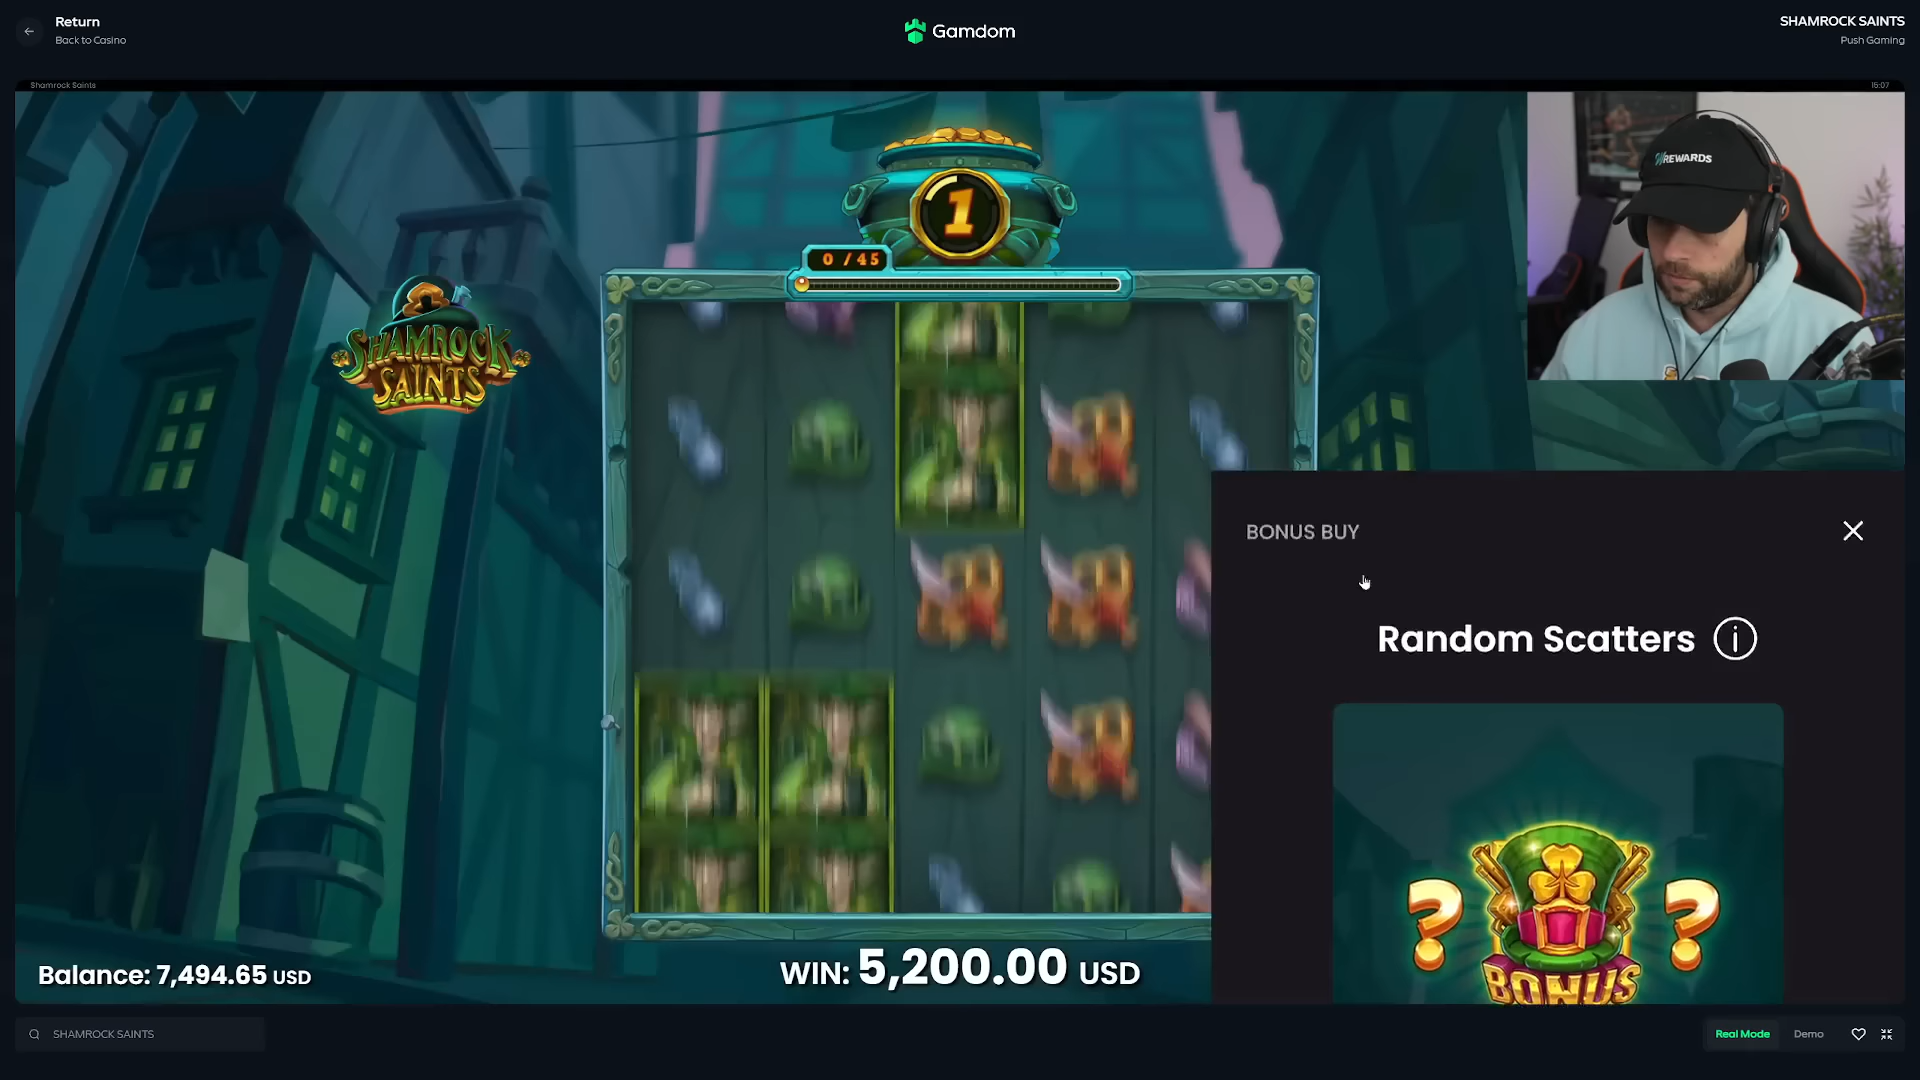 Return
Back to Casino
Gamdom
SHAMROCK SAINTS
Push Gaming
Shamrock Saints
15:07
REWARDS
1
0 / 45
SHAMROCK
SAINTS
BONUS BUY
Random Scatters
i
? ?
BONUS
Balance: 7,494.65 USD
WIN: 5,200.00 USD
SHAMROCK SAINTS
Real Mode
Demo